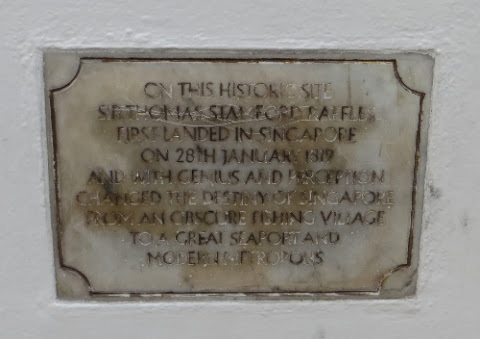 ON THIS HISTORIC SITE
SIR THOMAS STAMFORD RAFFLES
FIRST LANDED IN SINGAPORE
ON 28TH JANUARY 1819
AND WITH GENIUS AND PERCEPTION
CHANGED THE DESTINY OF SINGAPORE
FROM AN OBSCURE FISHING VILLAGE
TO A GREAT SEAPORT AND
MODERN METROPOLIS